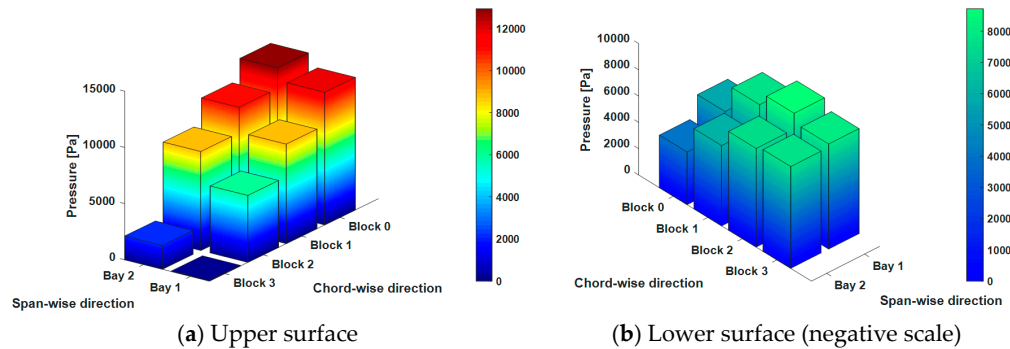 15000
10000
5000
0
Pressure [Pa]
Bay 2
Bay 1
Span-wise direction
Block 3
Block 2
Block 1
Block 0
Chord-wise direction
12000
10000
8000
6000
4000
2000
0
(a) Upper surface
10000
8000
6000
4000
2000
0
Pressure [Pa]
Block 0
Block 1
Block 2
Block 3
Chord-wise direction
Bay 2
Bay 1
Span-wise direction
8000
7000
6000
5000
4000
3000
2000
1000
0
(b) Lower surface (negative scale)